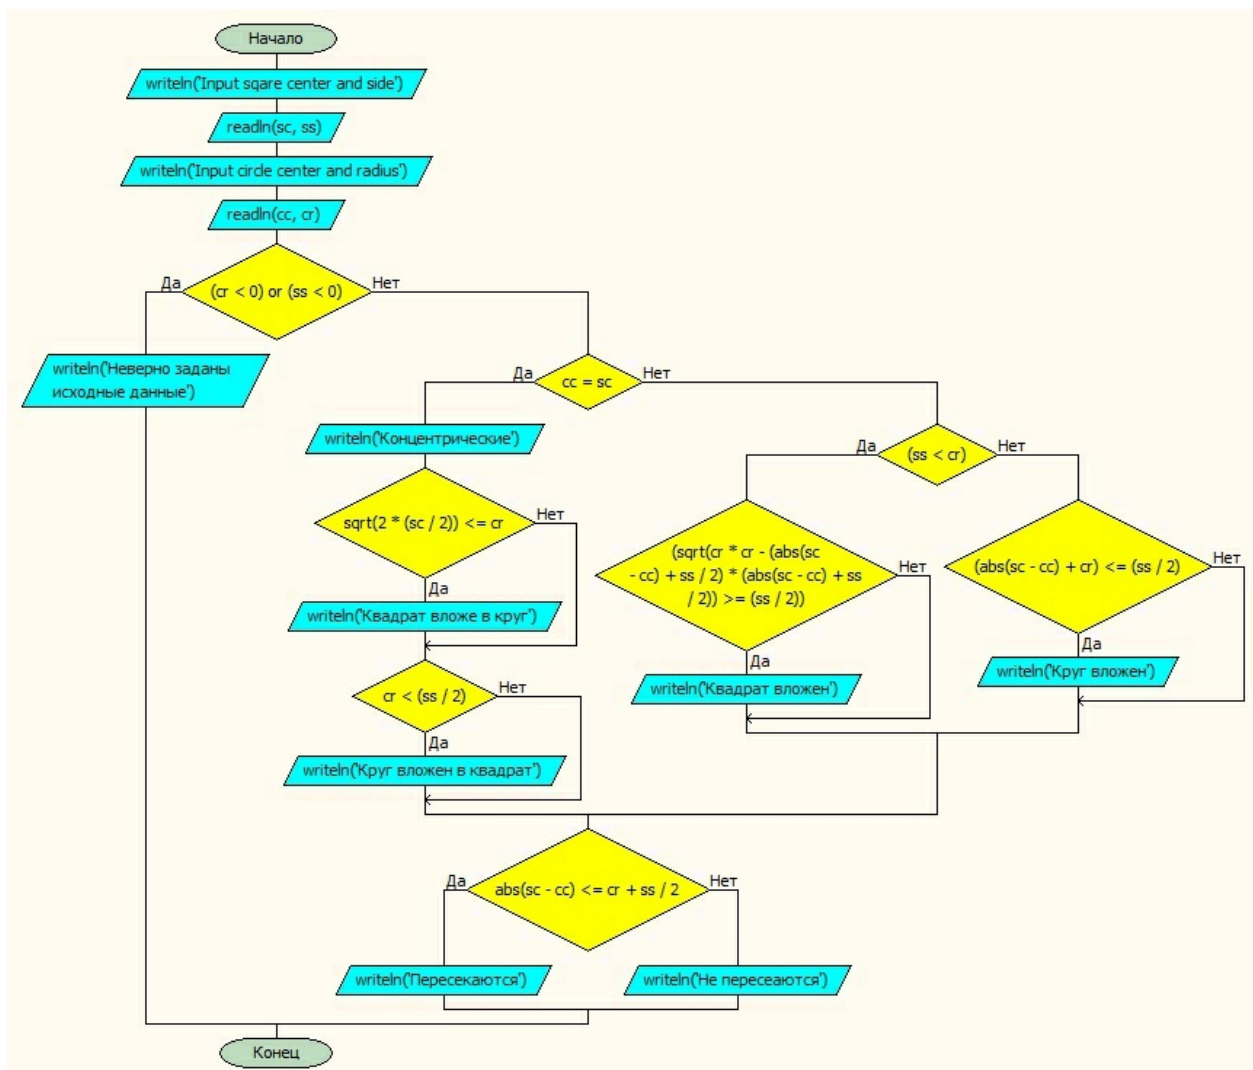 Начало
writeln('Input sqare center and side')
readln(sc, ss)
writeln('Input circle center and radius')
readln(cc, cr)
Да
(cr < 0) or (ss < 0)
Нет
writeln('Неверно заданы
исходные данные')
Да
cc = sc
Нет
writeln('Концентрические')
sqrt(2 * (sc / 2)) <= cr
Нет
Да
writeln('Квадрат вложе в круг')
cr < (ss / 2)
Нет
Да
writeln('Круг вложен в квадрат')
Да
(ss < cr)
Нет
(sqrt(cr * cr - (abs(sc
- cc) + ss / 2) * (abs(sc - cc) + ss
/ 2)) >= (ss / 2))
Нет
Да
writeln('Квадрат вложен')
(abs(sc - cc) + cr) <= (ss / 2)
Нет
Да
writeln('Круг вложен')
Да
abs(sc - cc) <= cr + ss / 2
Нет
writeln('Пересекаются')
writeln('Не пересеаются')
Конец